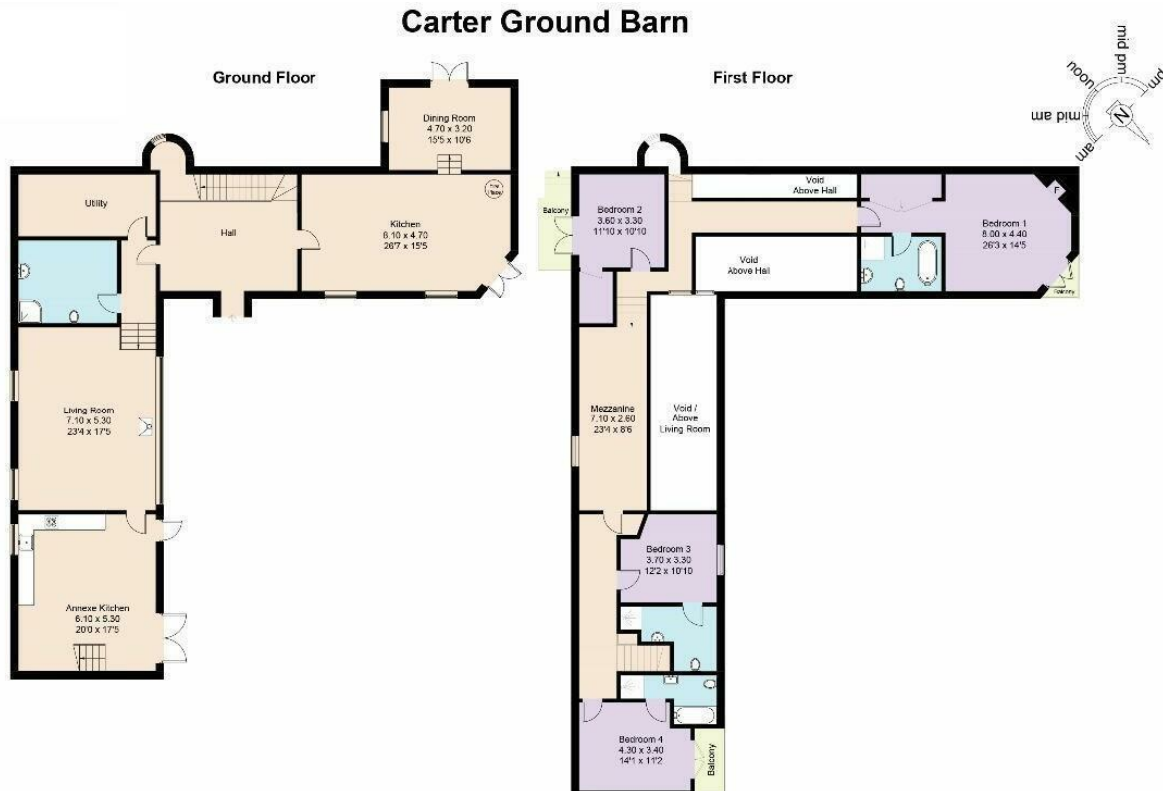 Carter Ground Barn
Ground Floor
First Floor
am
mid am
noon
mid pm
pm
N
Dining Room
4.70 x 3.20
15'5 x 10'6
Utility
Hall
Kitchen
8.10 x 4.70
26'7 x 15'5
Living Room
7.10 x 5.30
23'4 x 17'5
Annexe Kitchen
6.10 x 5.30
20'0 x 17'5
Balcony
Bedroom 2
3.60 x 3.30
11'10 x 10'10
Void
Above Hall
Void
Above Hall
Bedroom 1
8.00 x 4.40
26'3 x 14'5
F
Balcony
Mezzanine
7.10 x 2.60
23'4 x 8'6
Void /
Above
Living Room
Bedroom 3
3.70 x 3.30
12'2 x 10'10
Bedroom 4
4.30 x 3.40
14'1 x 11'2
Balcony